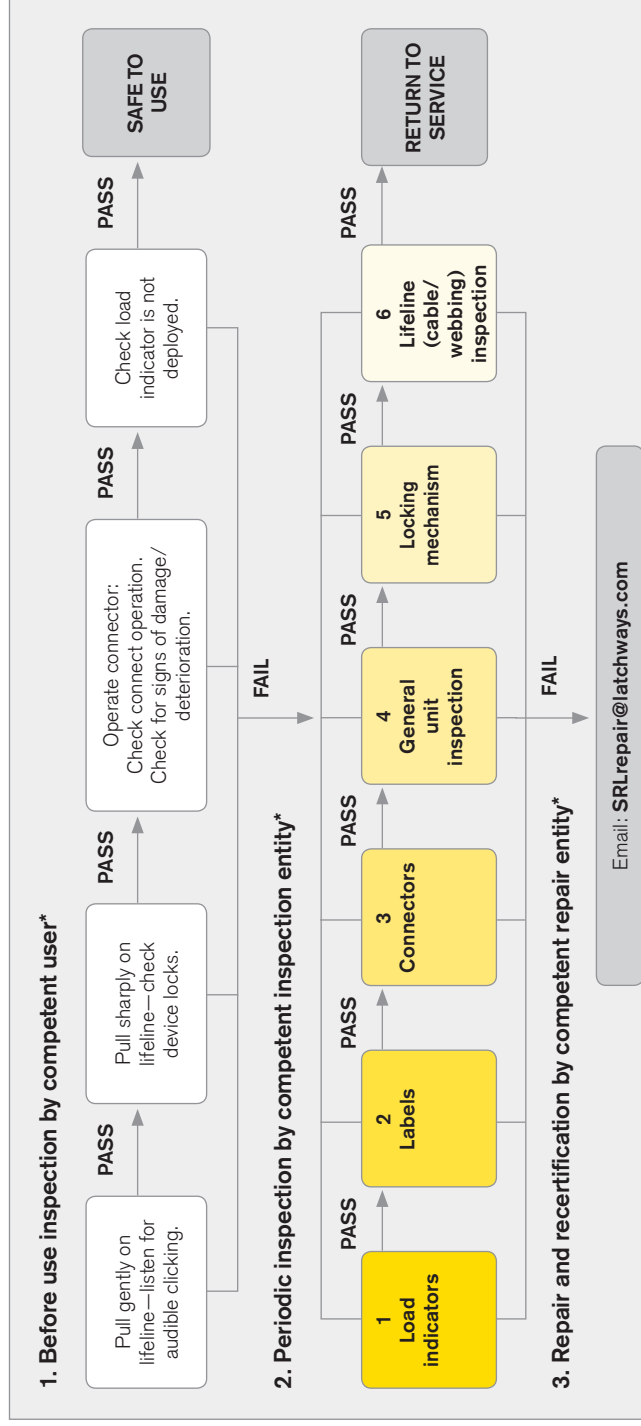 1. Before use inspection by competent user*
Pull gently on
lifeline—listen for
audible clicking.
PASS
Pull sharply on
lifeline—check
device locks.
PASS
Operate connector:
Check connect operation.
Check for signs of damage/
deterioration.
PASS
Check load
indicator is not
deployed.
PASS
SAFE TO
USE
FAIL
2. Periodic inspection by competent inspection entity*
1
Load
indicators
PASS
2
Labels
PASS
3
Connectors
PASS
4
General
unit
inspection
PASS
5
Locking
mechanism
PASS
6
Lifeline
(cable/
webbing)
inspection
PASS
RETURN TO
SERVICE
FAIL
3. Repair and recertification by competent repair entity*
Email: SRLrepair@latchways.com